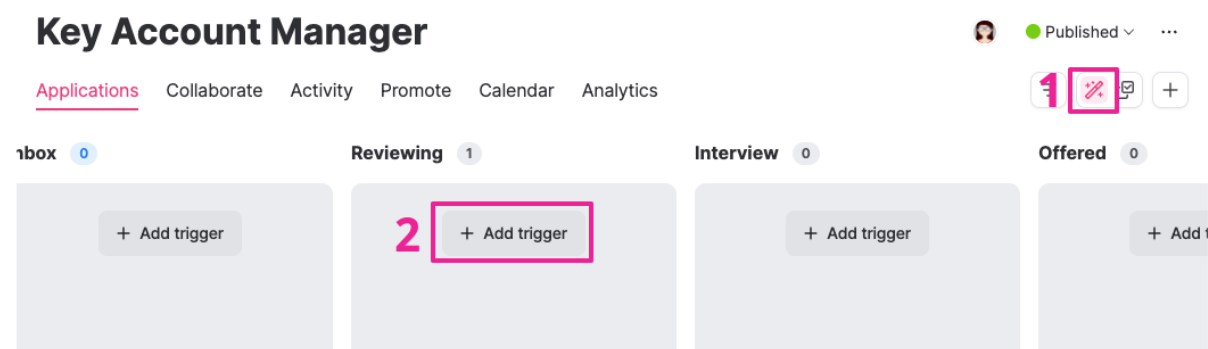 Key Account Manager
Published
Applications Collaborate Activity Promote Calendar Analytics
1
nbox 0 Reviewing 1 Interview 0 Offered 0
+ Add trigger 2 + Add trigger + Add trigger + Add